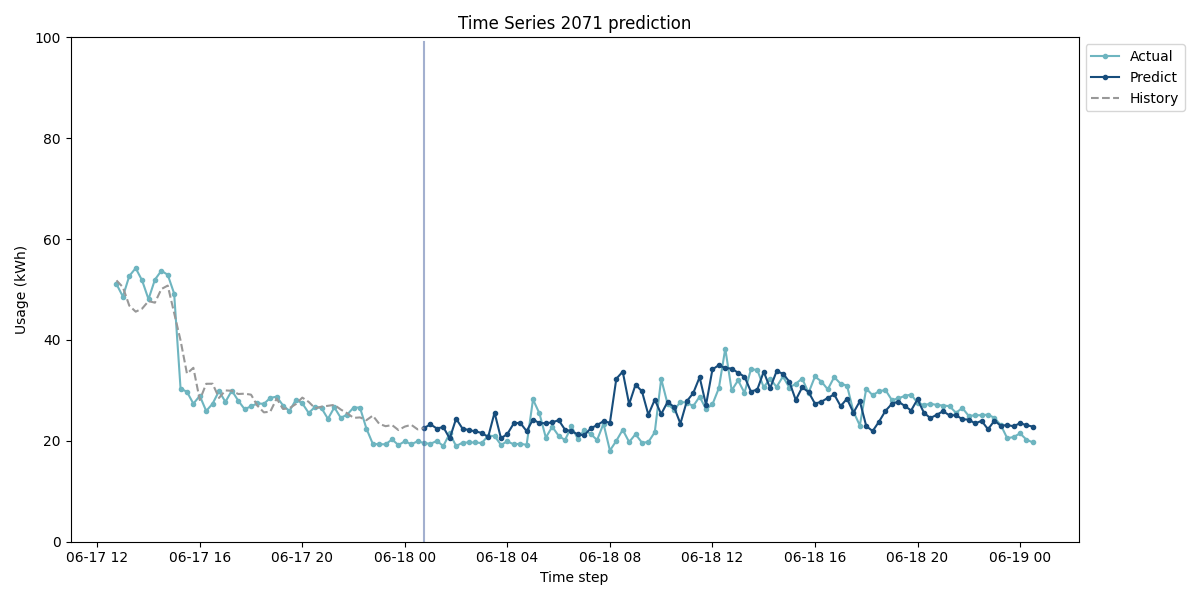 Time Series 2071 prediction
Usage (kWh)
100
80
60
40
20
0
06-17 12
06-17 16
06-17 20
06-18 00
06-18 04
06-18 08
06-18 12
06-18 16
06-18 20
06-19 00
Time step
Actual
Predict
History